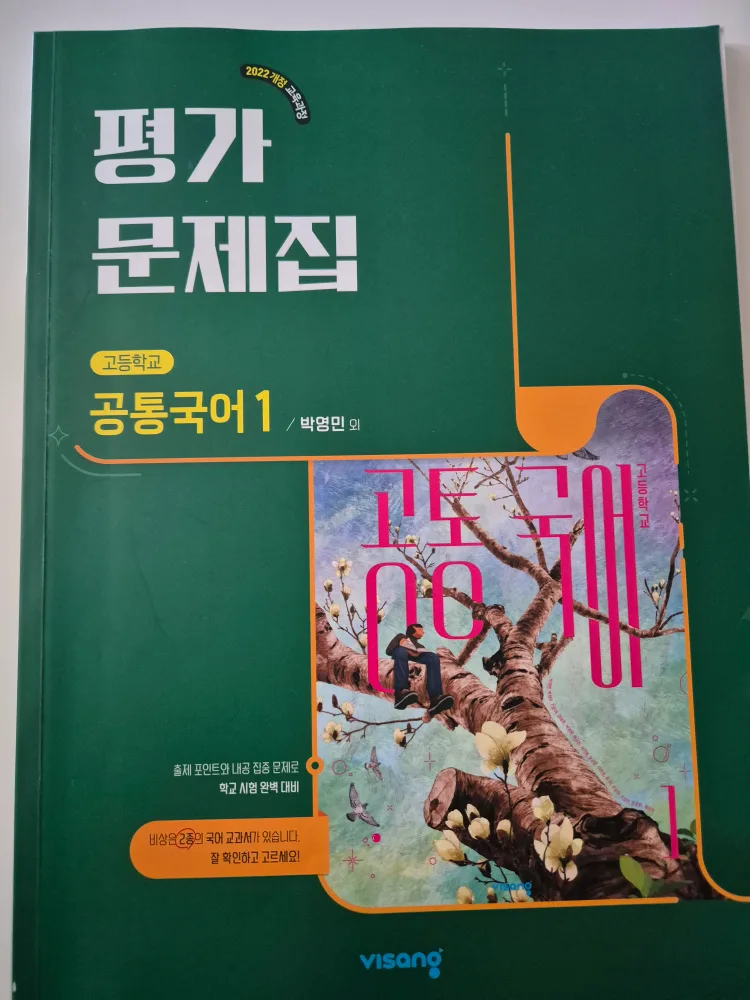 2022 개정 교육과정
평가
문제집
고등학교
공통국어 1 / 박영민 외
공통 국어
고등학교
1
출제 포인트와 내공 집중 문제로
학교 시험 완벽 대비
비상은 2종의 국어 교과서가 있습니다.
잘 확인하고 고르세요!
visang
visang